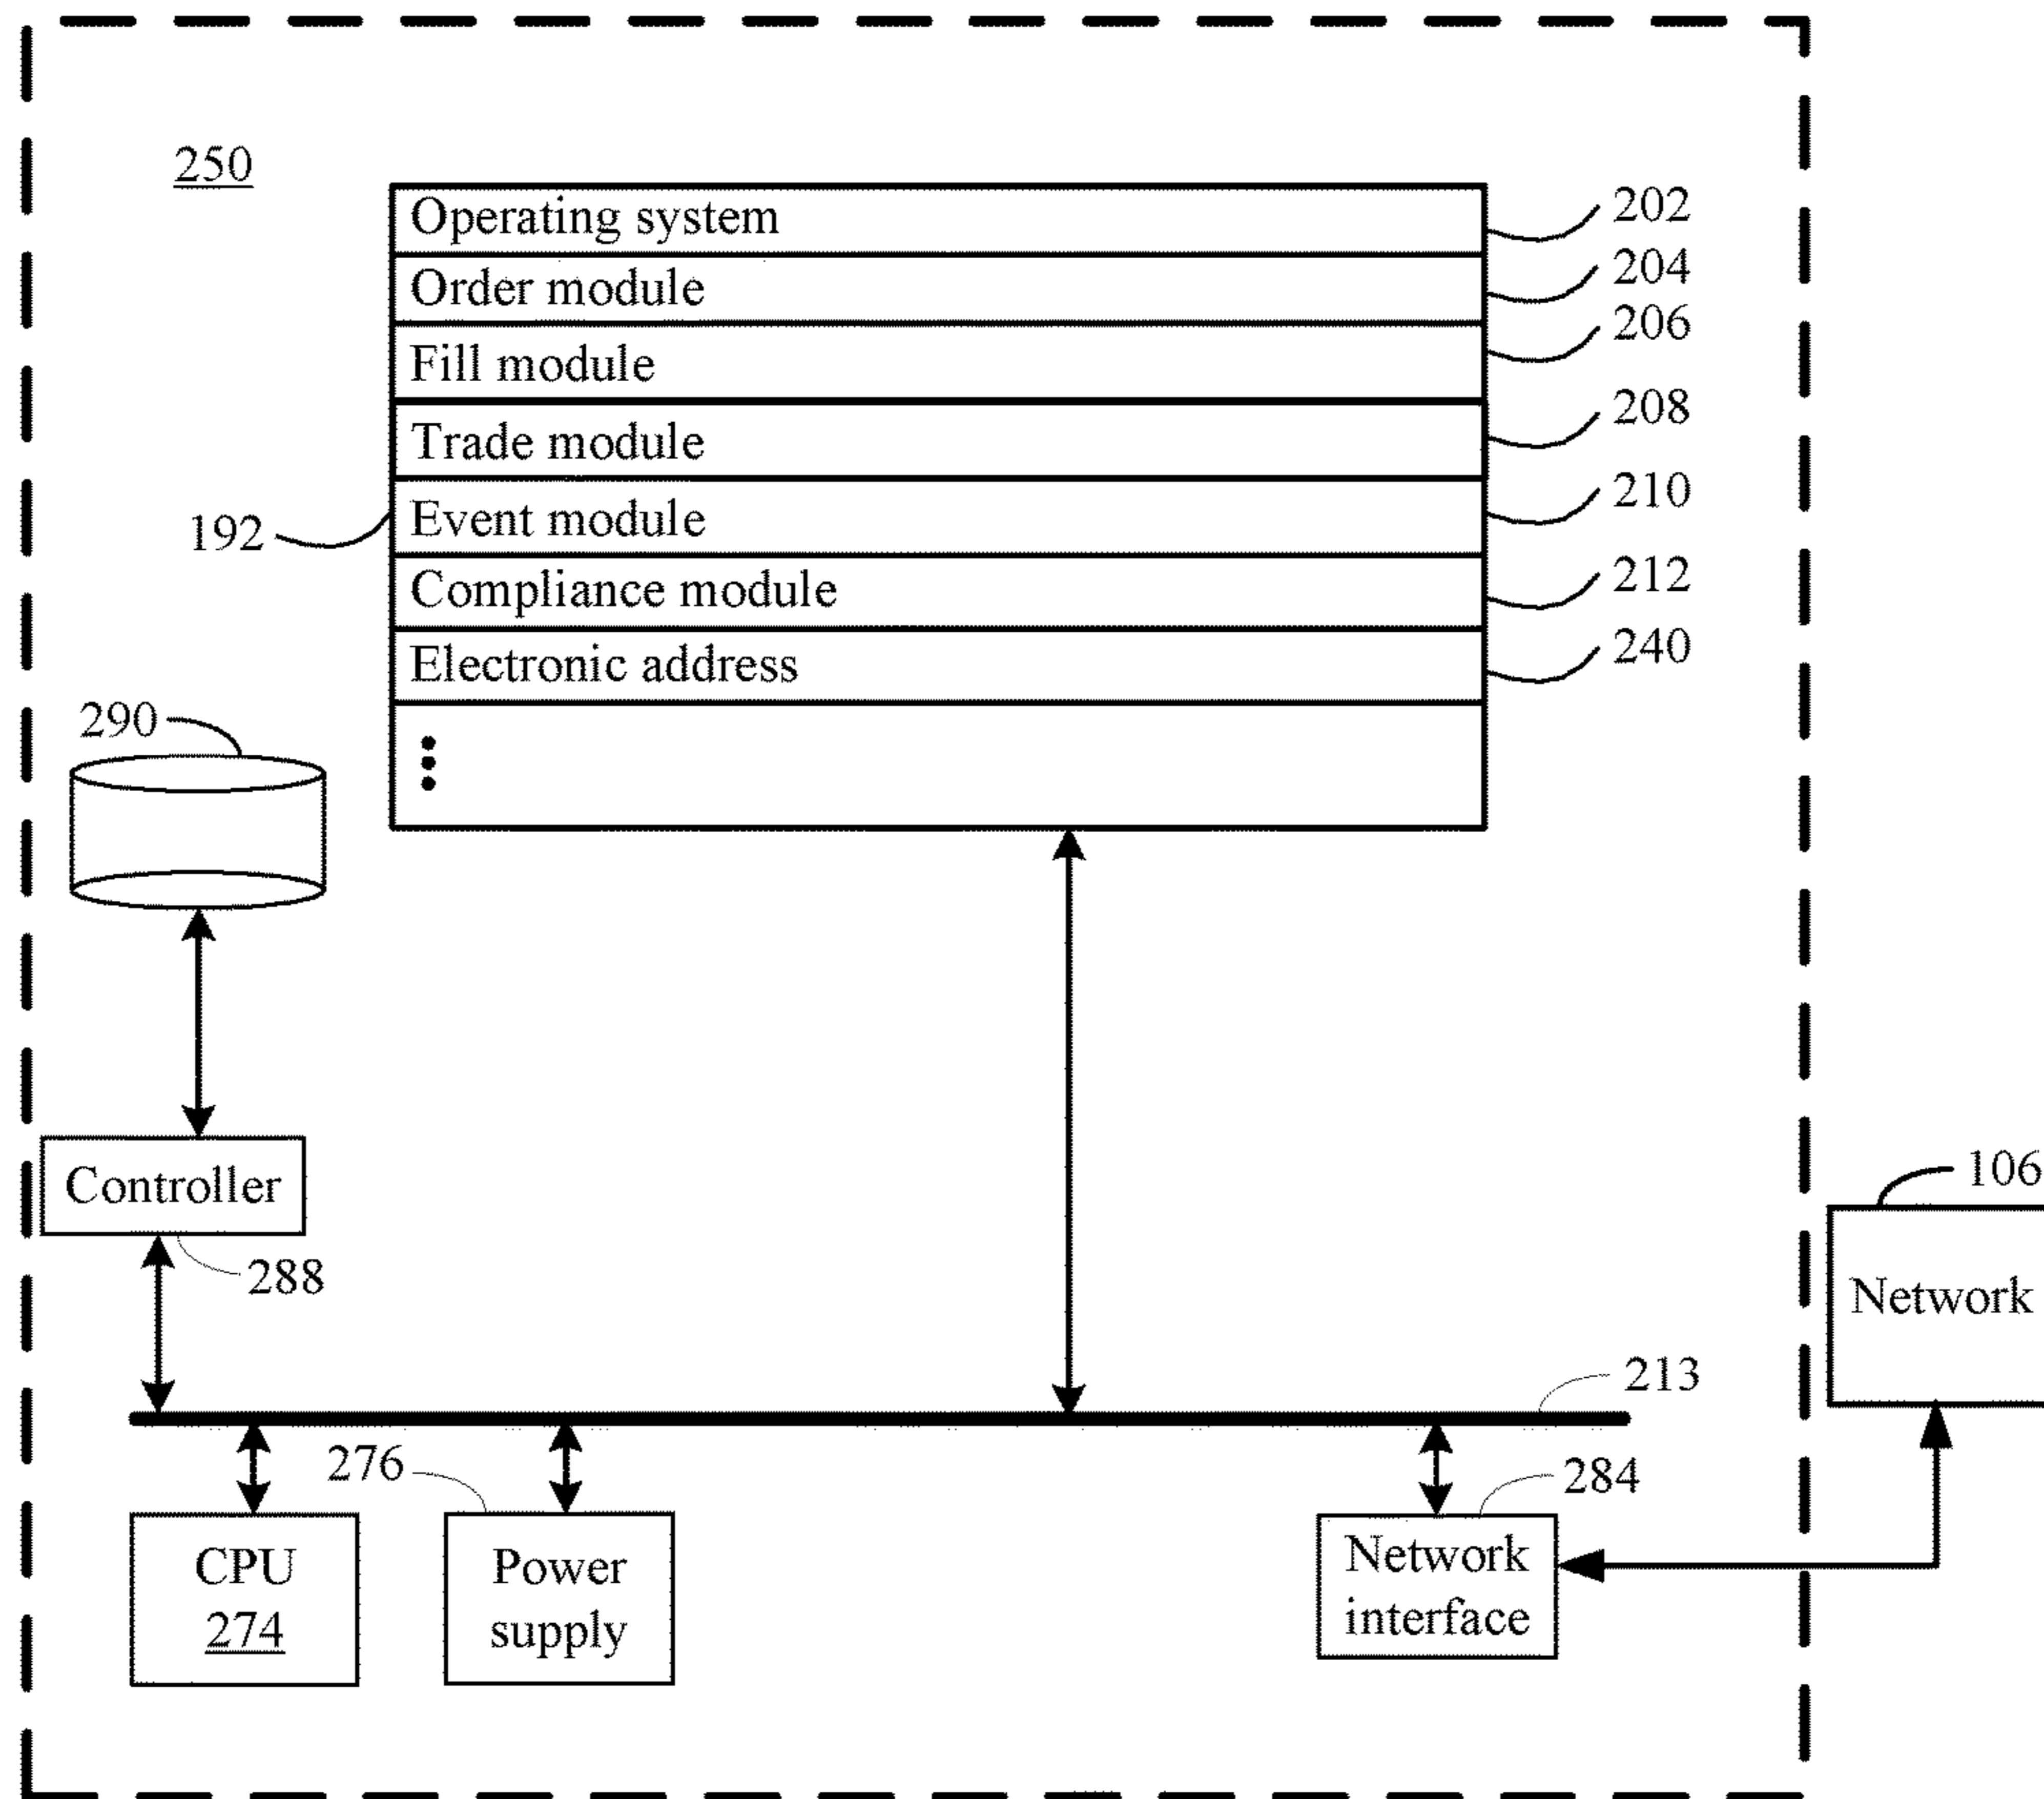 250
Operating system
202
Order module
204
Fill module
206
Trade module
208
Event module
210
192
Compliance module
212
Electronic address
240
290
Controller
288
106
Network
213
276
284
CPU
274
Power
supply
Network
interface